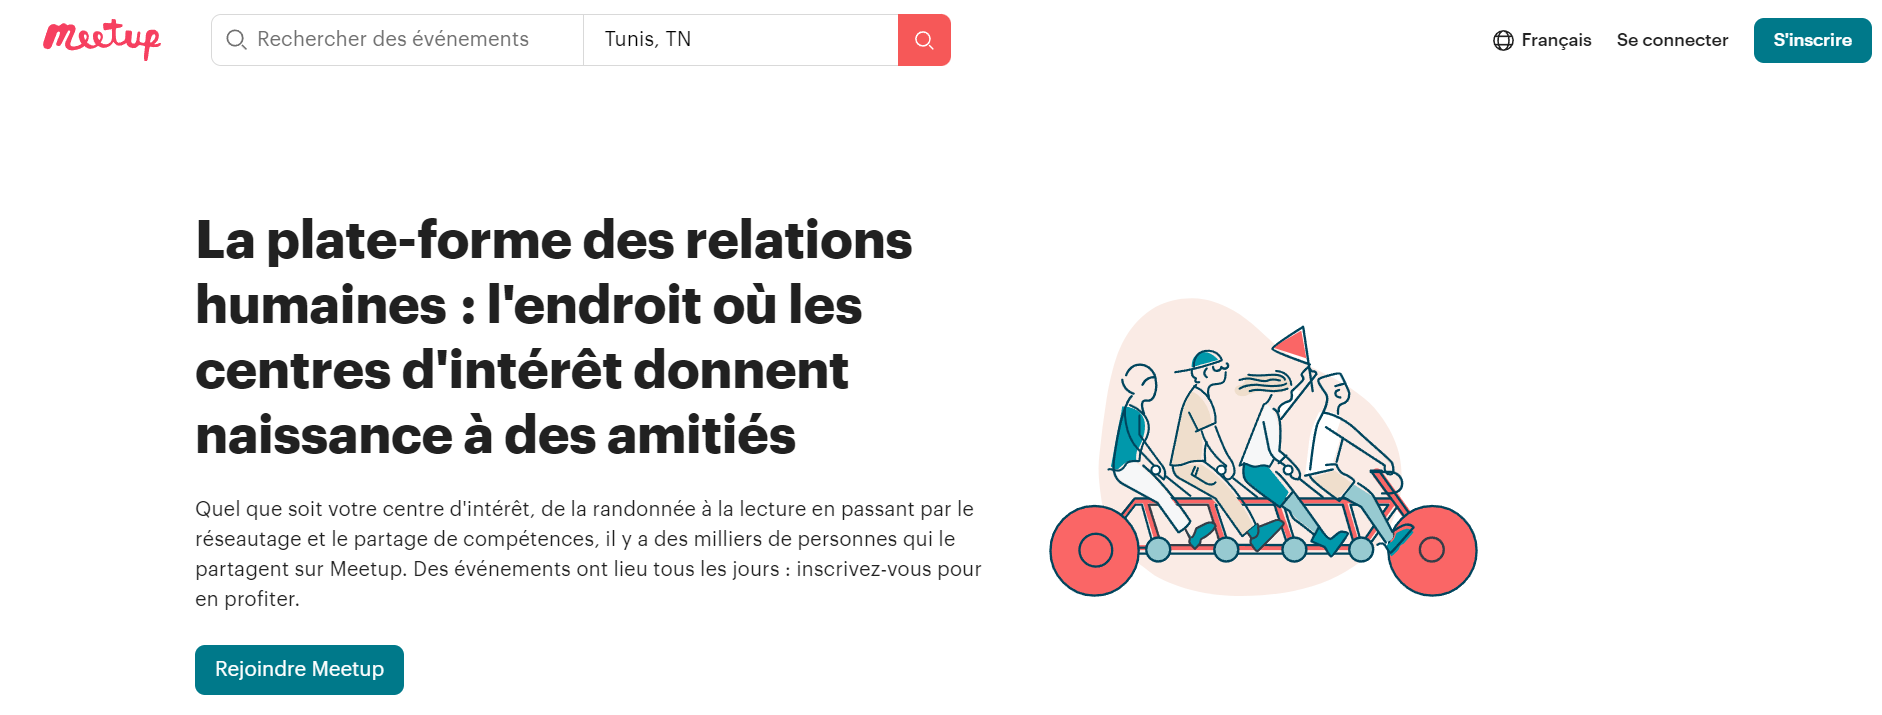 Meetup
Rechercher des événements
Tunis, TN
Français
Se connecter
S'inscrire
La plate-forme des relations
humaines : l'endroit où les
centres d'intérêt donnent
naissance à des amitiés
Quel que soit votre centre d'intérêt, de la randonnée à la lecture en passant par le
réseautage et le partage de compétences, il y a des milliers de personnes qui le
partagent sur Meetup. Des événements ont lieu tous les jours : inscrivez-vous pour
en profiter.
Rejoindre Meetup